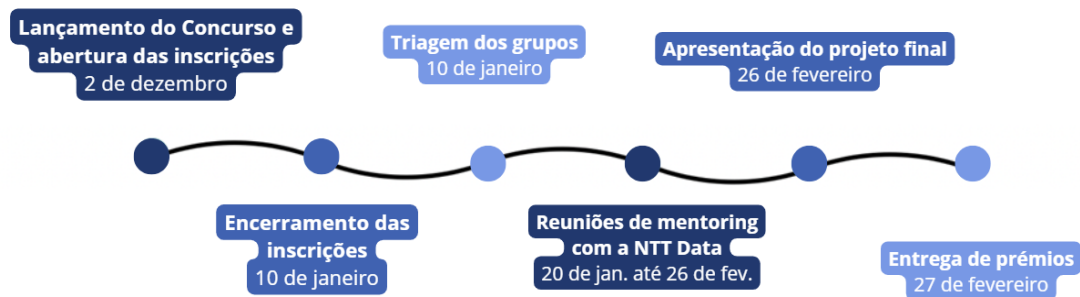 Lançamento do Concurso e
abertura das inscrições
2 de dezembro
Encerramento das
inscrições
10 de janeiro
Triagem dos grupos
10 de janeiro
Reuniões de mentoring
com a NTT Data
20 de jan. até 26 de fev.
Apresentação do projeto final
26 de fevereiro
Entrega de prémios
27 de fevereiro